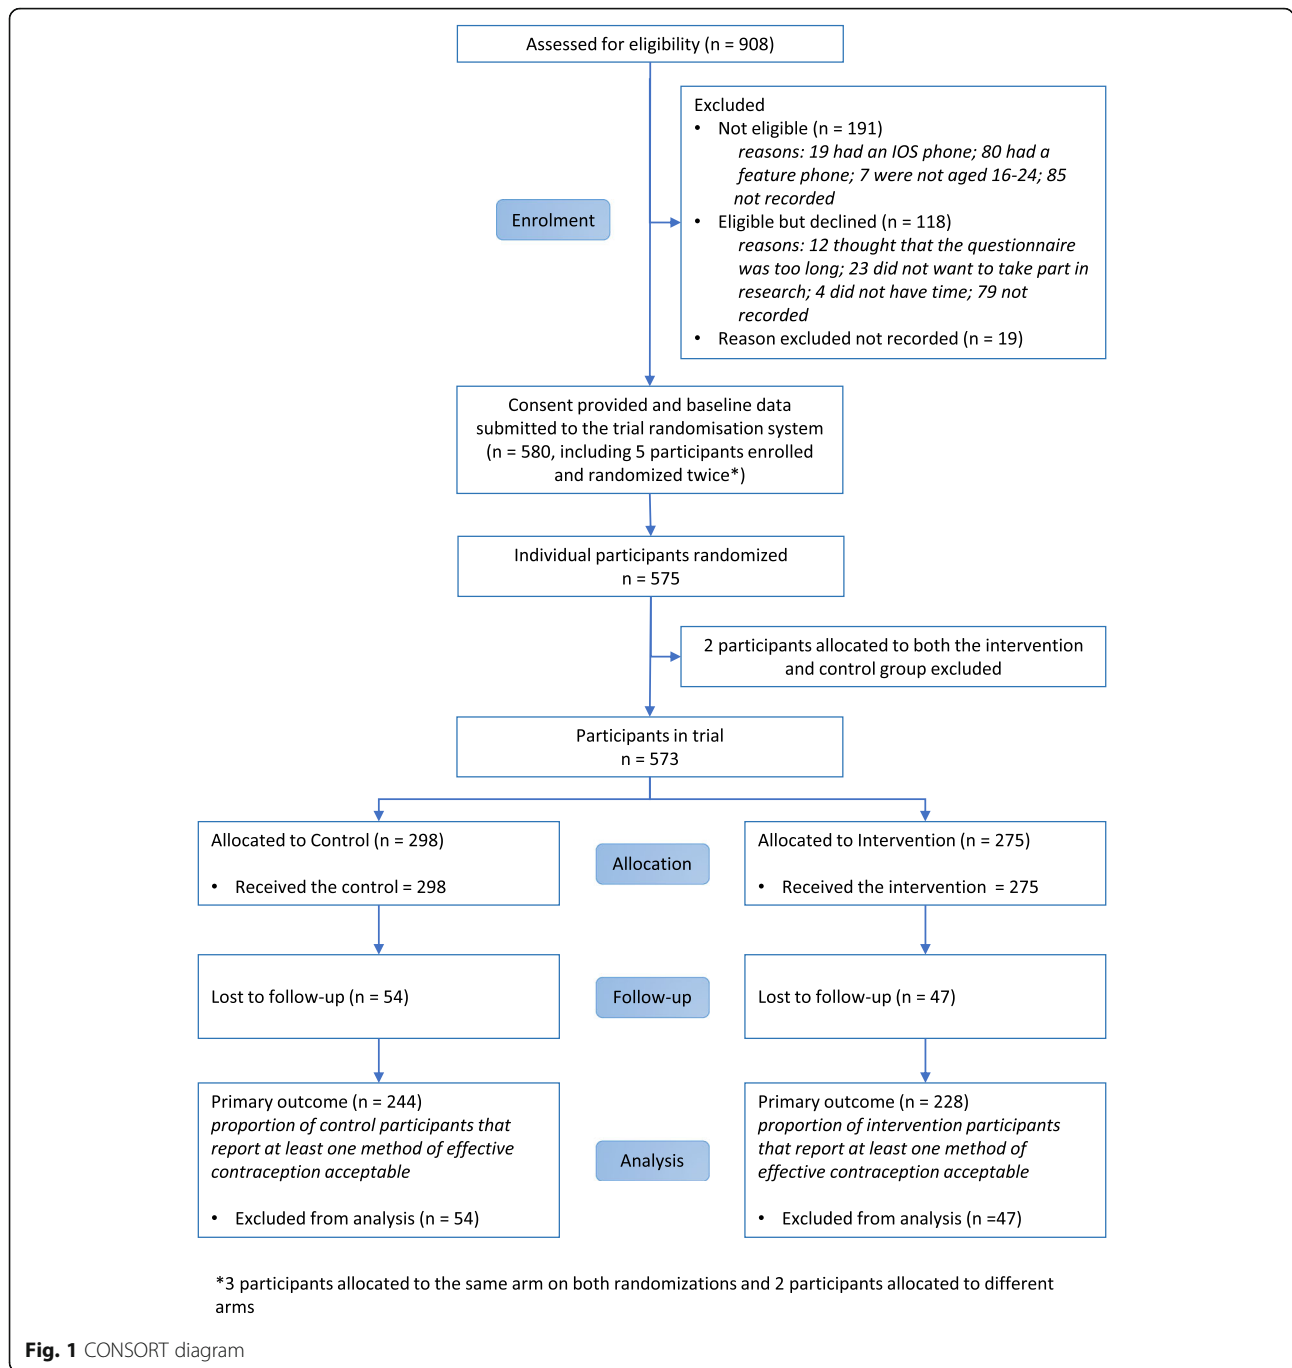 Assessed for eligibility (n = 908)
Excluded
• Not eligible (n = 191)
reasons: 19 had an IOS phone; 80 had a
feature phone; 7 were not aged 16-24; 85
not recorded
• Eligible but declined (n = 118)
reasons: 12 thought that the questionnaire
was too long; 23 did not want to take part in
research; 4 did not have time; 79 not
recorded
• Reason excluded not recorded (n = 19)
Enrolment
Consent provided and baseline data
submitted to the trial randomisation system
(n = 580, including 5 participants enrolled
and randomized twice*)
Individual participants randomized
n = 575
2 participants allocated to both the intervention
and control group excluded
Participants in trial
n = 573
Allocated to Control (n = 298)
• Received the control = 298
Allocation
Allocated to Intervention (n = 275)
• Received the intervention = 275
Lost to follow-up (n = 54)
Follow-up
Lost to follow-up (n = 47)
Primary outcome (n = 244)
proportion of control participants that
report at least one method of effective
contraception acceptable
• Excluded from analysis (n = 54)
Analysis
Primary outcome (n = 228)
proportion of intervention participants
that report at least one method of
effective contraception acceptable
• Excluded from analysis (n =47)
*3 participants allocated to the same arm on both randomizations and 2 participants allocated to different
arms
Fig. 1 CONSORT diagram